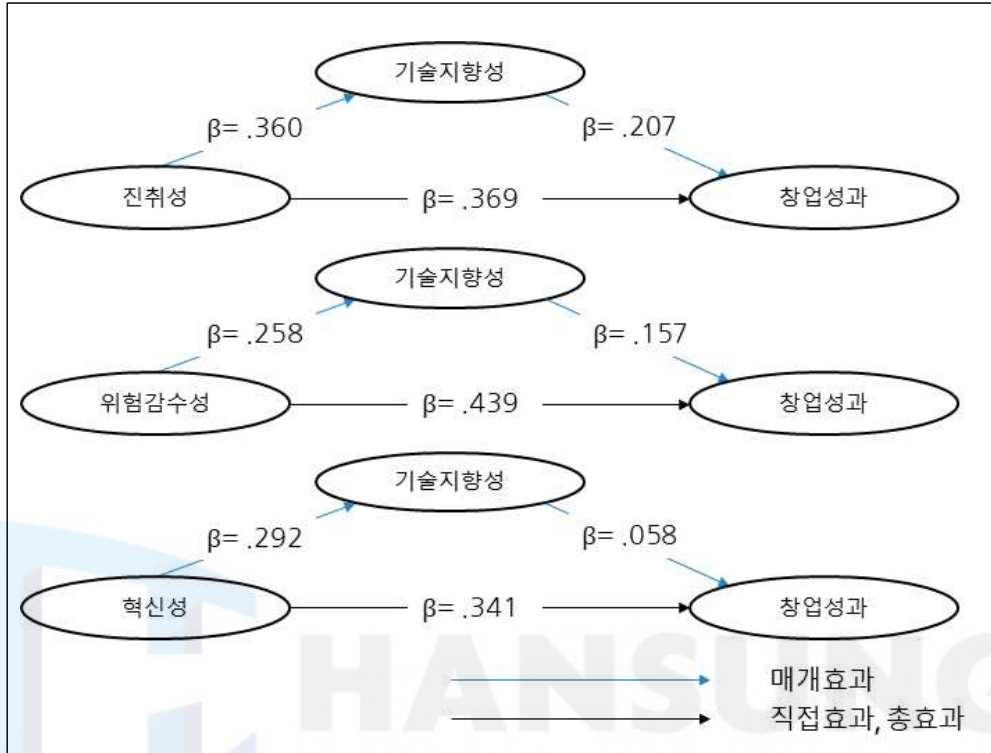 기술지향성
β= .360
β= .207
진취성
β= .369
창업성과
기술지향성
β= .258
β= .157
위험감수성
β= .439
창업성과
기술지향성
β= .292
β= .058
혁신성
β= .341
창업성과
HANSUNG
매개효과
직접효과, 총효과